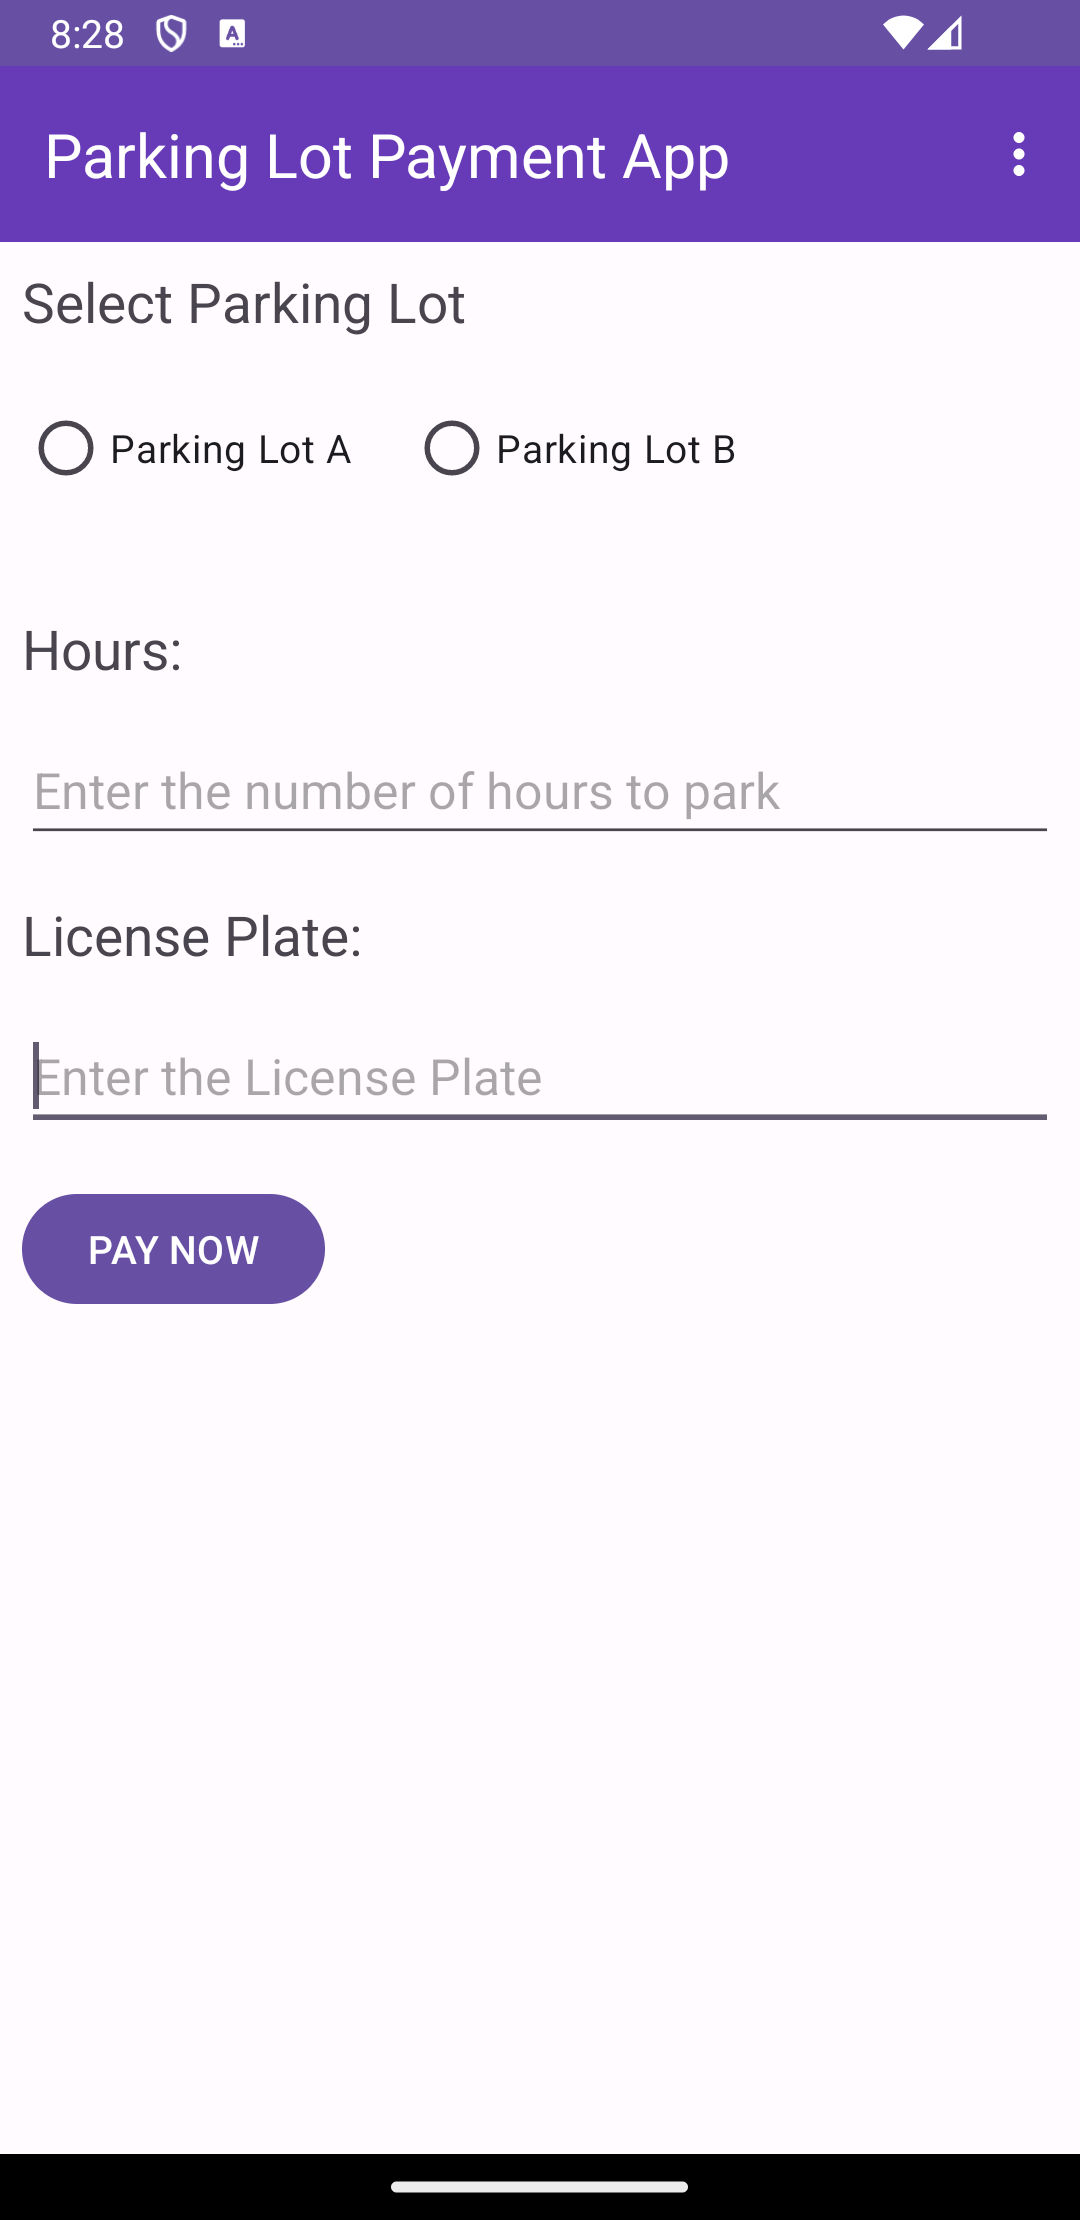 8:28
Parking Lot Payment App
Select Parking Lot
Parking Lot A Parking Lot B
Hours:
Enter the number of hours to park
License Plate:
Enter the License Plate
PAY NOW